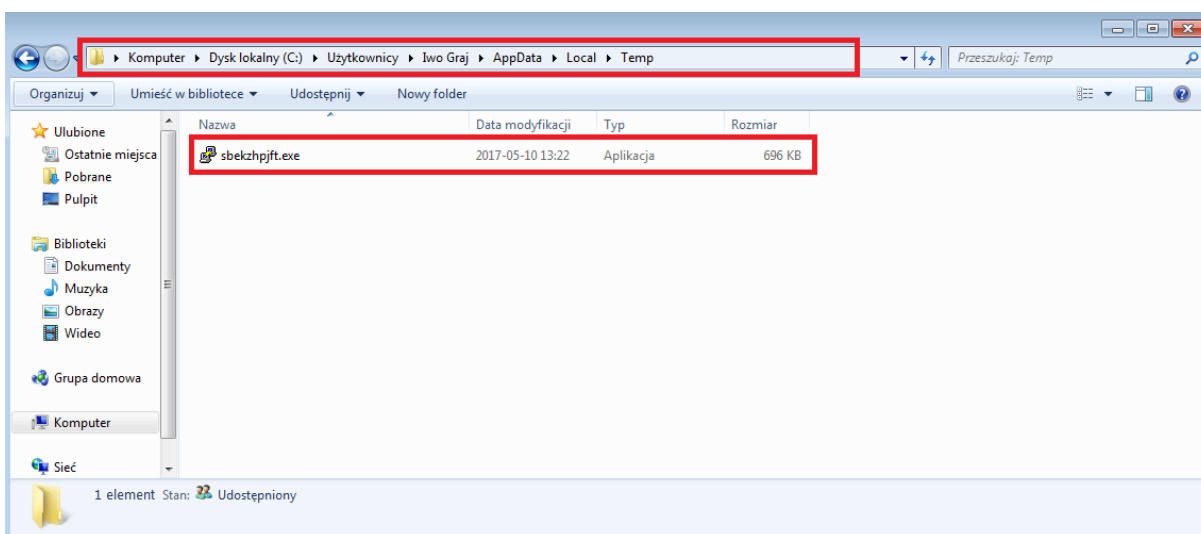 Komputer Dysk lokalny (C:) Użytkownicy Iwo Graj AppData Local Temp Przeszukaj: Temp
Organizuj Umieść w bibliotece Udostępnij Nowy folder
Ulubione
Ostatnie miejsca
Pobrane
Pulpit
Biblioteki
Dokumenty
Muzyka
Obrazy
Wideo
Grupa domowa
Komputer
Sieć
Nazwa Data modyfikacji Typ Rozmiar
sbekzhpjft.exe 2017-05-10 13:22 Aplikacja 696 KB
1 element Stan: Udostępniony